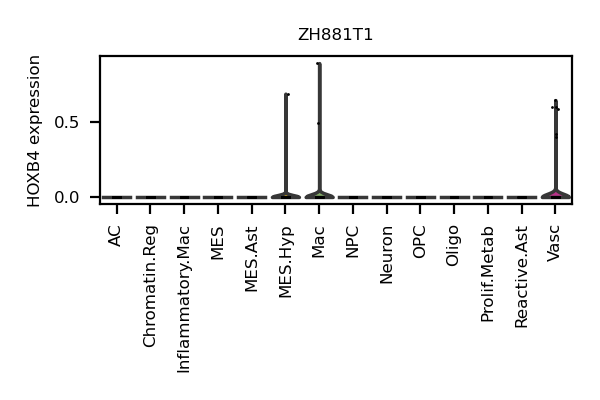 ZH881T1
HOXB4 expression
0.5
0.0
AC
Chromatin.Reg
Inflammatory.Mac
MES
MES.Ast
MES.Hyp
Mac
NPC
Neuron
OPC
Oligo
Prolif.Metab
Reactive.Ast
Vasc